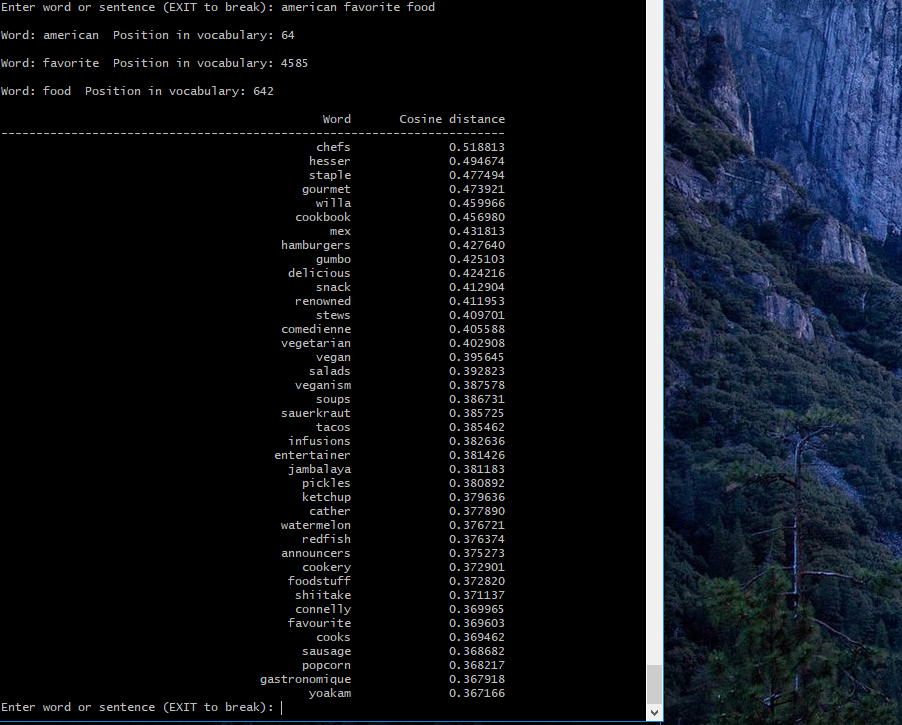 Enter word or sentence (EXIT to break): american favorite food
Word: american  Position in vocabulary: 64
Word: favorite  Position in vocabulary: 4585
Word: food  Position in vocabulary: 642
Word       Cosine distance
------------------------------------------------------------------------
chefs              0.518813
hesser              0.494674
staple              0.477494
gourmet              0.473921
willa              0.459966
cookbook              0.456980
mex              0.431813
hamburgers              0.427640
gumbo              0.425103
delicious              0.424216
snack              0.412904
renowned              0.411953
stews              0.409701
comedienne              0.405588
vegetarian              0.402908
vegan              0.395645
salads              0.392823
veganism              0.387578
soups              0.386731
sauerkraut              0.385725
tacos              0.385462
infusions              0.382636
entertainer              0.381426
jambalaya              0.381183
pickles              0.380892
ketchup              0.379636
cather              0.377890
watermelon              0.376721
redfish              0.376374
announcers              0.375273
cookery              0.372901
foodstuff              0.372820
shiitake              0.371137
connelly              0.369965
favourite              0.369603
cooks              0.369462
sausage              0.368682
popcorn              0.368217
gastronomique              0.367918
yoakam              0.367166
Enter word or sentence (EXIT to break):